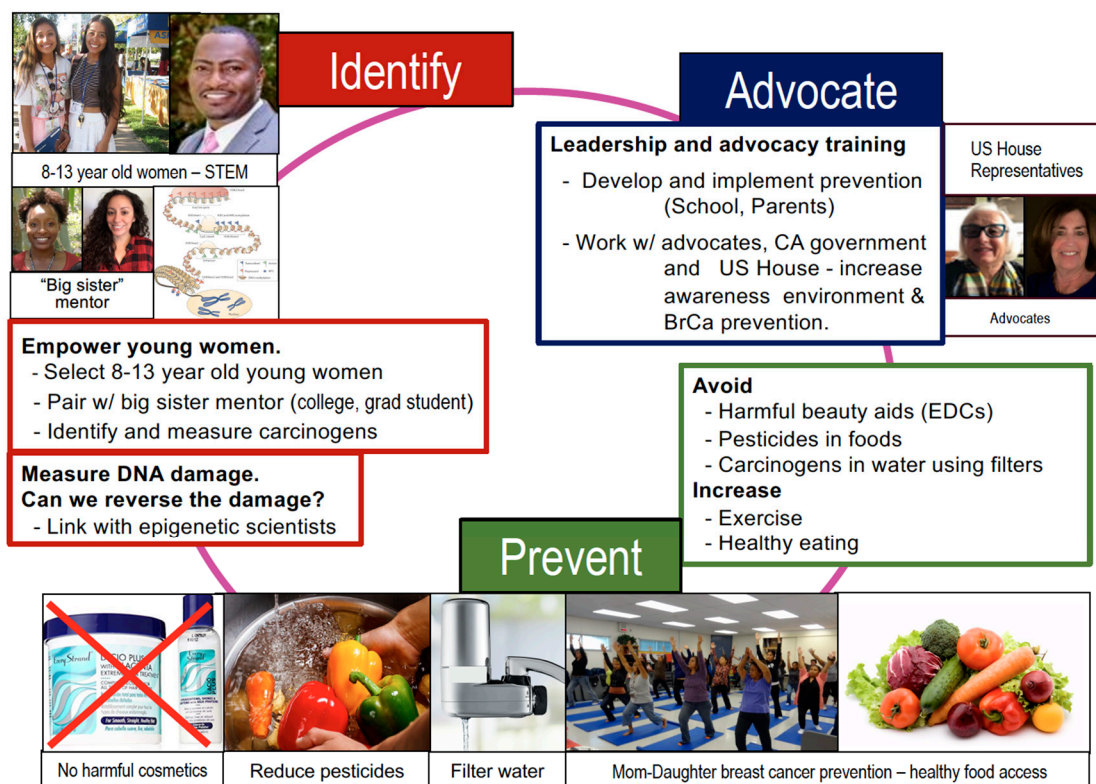 Identify
8-13 year old women – STEM
"Big sister"
mentor
Empower young women.
- Select 8-13 year old young women
- Pair w/ big sister mentor (college, grad student)
- Identify and measure carcinogens
Measure DNA damage.
Can we reverse the damage?
- Link with epigenetic scientists
Advocate
Leadership and advocacy training
- Develop and implement prevention
(School, Parents)
- Work w/ advocates, CA government
and US House - increase
awareness environment &
BrCa prevention.
US House
Representatives
Advocates
Avoid
- Harmful beauty aids (EDCs)
- Pesticides in foods
- Carcinogens in water using filters
Increase
- Exercise
- Healthy eating
Prevent
For Smooth, Straight, Healthy Hair
No harmful cosmetics
Reduce pesticides
Filter water
Mom-Daughter breast cancer prevention – healthy food access